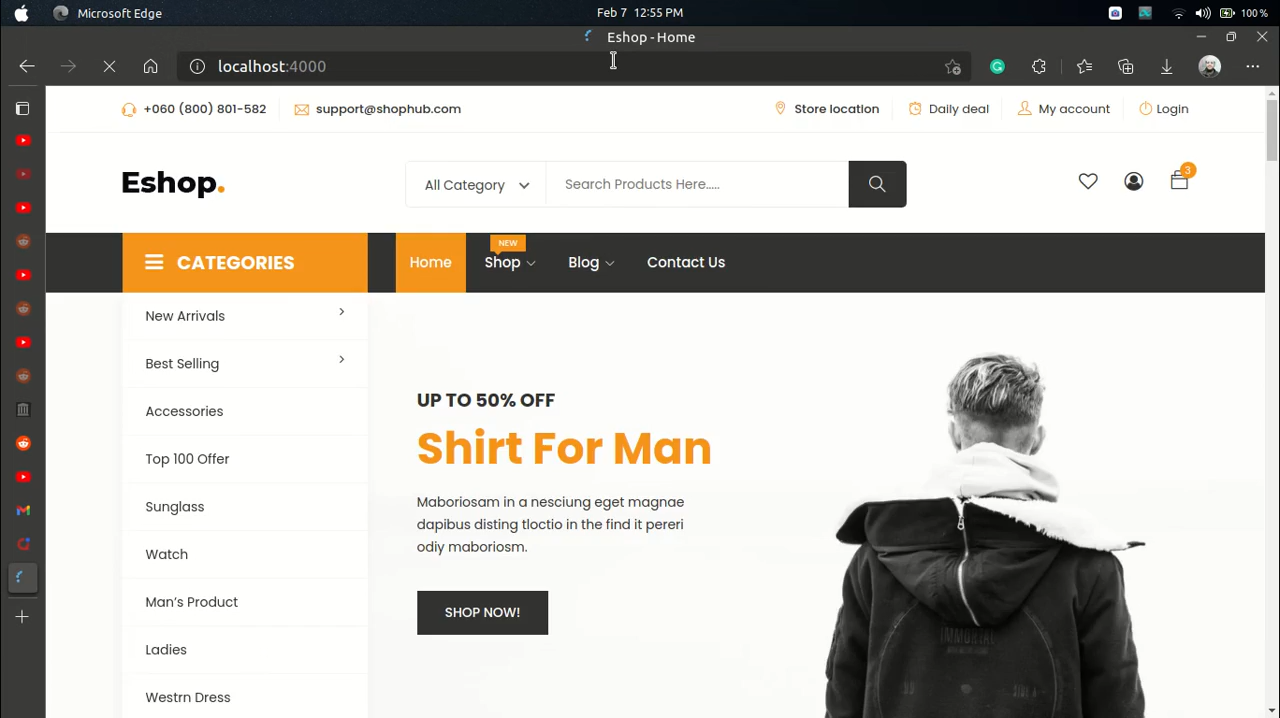 Microsoft Edge
Feb 7 12:55 PM
100 %
Eshop - Home
localhost:4000
+060 (800) 801-582
support@shophub.com
Store location
Daily deal
My account
Login
Eshop.
All Category
Search Products Here.....
3
CATEGORIES
Home
NEW
Shop
Blog
Contact Us
New Arrivals
Best Selling
Accessories
Top 100 Offer
Sunglass
Watch
Man's Product
Ladies
Westrn Dress
UP TO 50% OFF
Shirt For Man
Maboriosam in a nesciung eget magnae
dapibus disting tloctio in the find it pereri
odiy maboriosm.
SHOP NOW!
IMMORTAL